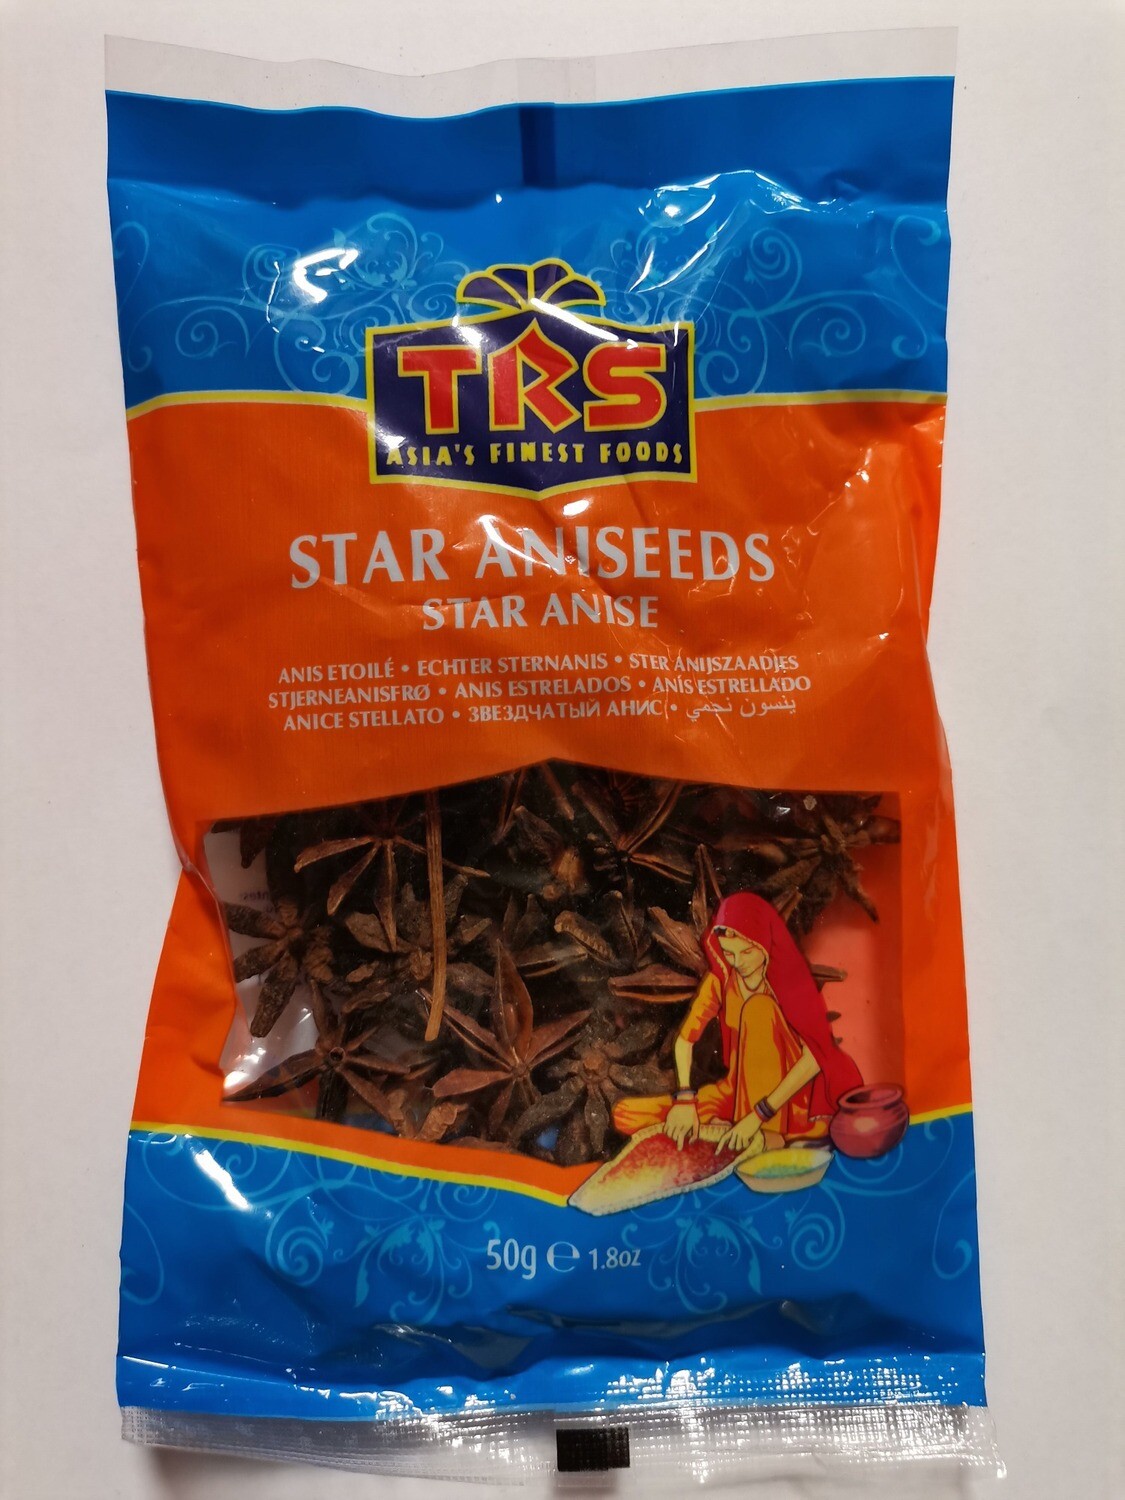 TRS
ASIA'S FINEST FOODS
STAR ANISEEDS
STAR ANISE
ANIS ETOILÉ • ECHTER STERNANIS • STER ANIJSZAADJES
STJERNEANISFRØ • ANIS ESTRELADOS • ANÍS ESTRELLADO
ANICE STELLATO • ЗВЕЗДЧАТЫЙ АНИС • ينسون نجمي
50g ℮ 1.8oz